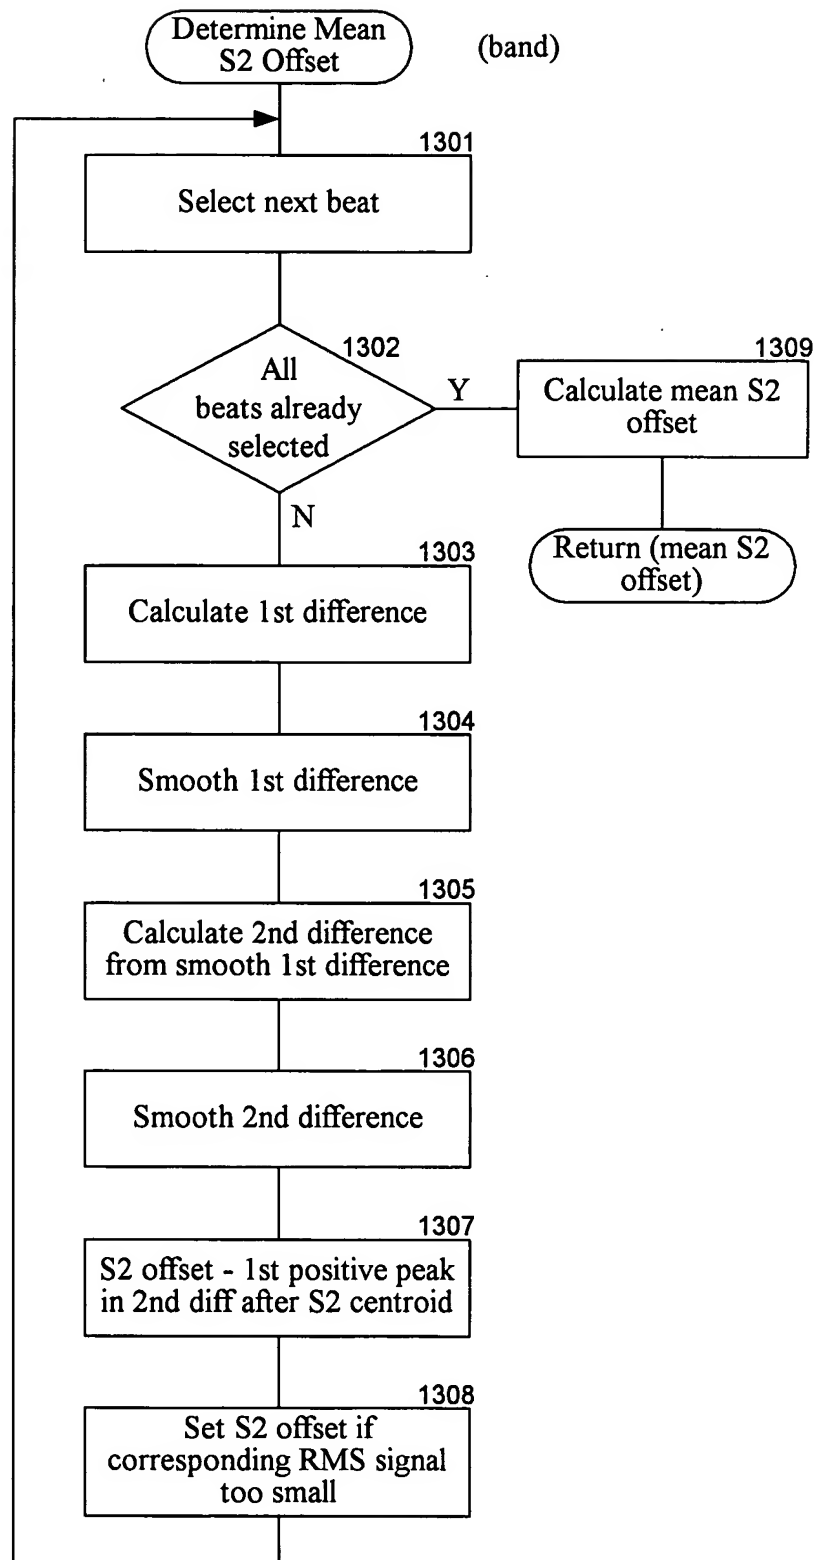 Determine Mean
S2 Offset
(band)
1301
Select next beat
1302
All
beats already
selected
Y
N
1309
Calculate mean S2
offset
Return (mean S2
offset)
1303
Calculate 1st difference
1304
Smooth 1st difference
1305
Calculate 2nd difference
from smooth 1st difference
1306
Smooth 2nd difference
1307
S2 offset - 1st positive peak
in 2nd diff after S2 centroid
1308
Set S2 offset if
corresponding RMS signal
too small